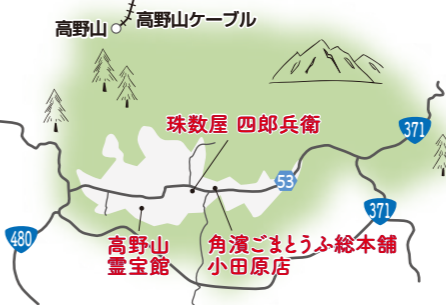 高野山
高野山ケーブル
珠数屋 四郎兵衛
371
53
371
480
高野山
霊宝館
角濱ごまとうふ総本舗
小田原店